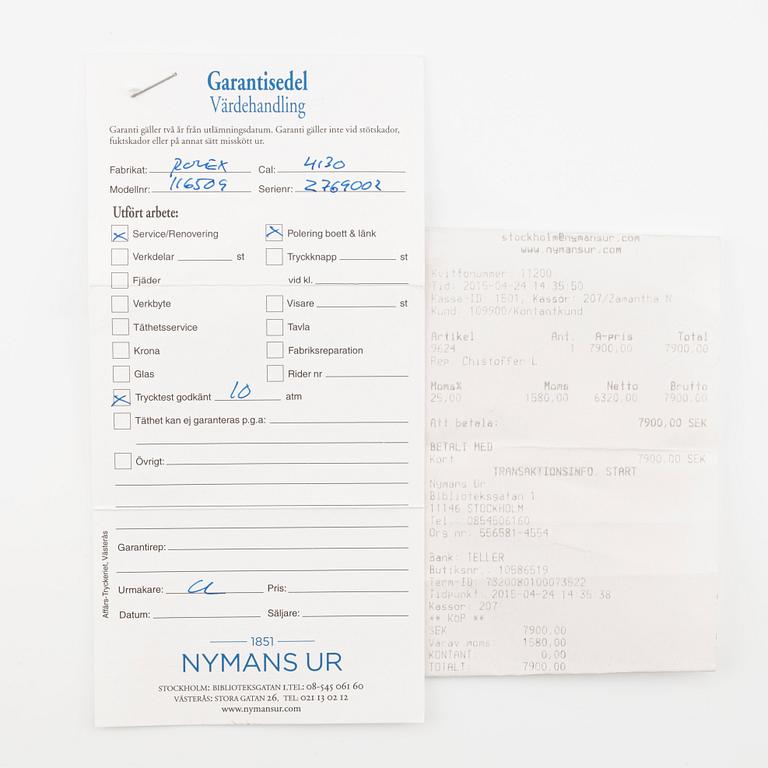 Garantisedel
Värdehandling
Garanti gäller två år från utlämningsdatum. Garanti gäller inte vid stötskador,
fuktskador eller på annat sätt misskött ur.
Fabrikat: ROLEX Cal: 4130
Modellnr: 116509 Serienr: Z769002
Utfört arbete:
Service/Renovering Polering boett & länk
Verkdelar st Tryckknapp st
Fjäder vid kl.
Verkbyte Visare st
Täthetsservice Tavla
Krona Fabriksreparation
Glas Rider nr
Trycktest godkänt 10 atm
Täthet kan ej garanteras p.g.a:
Övrigt:
Garantirep:
Urmakare: CL Pris:
Datum: Säljare:
Affärs-Tryckeriet, Västerås
1851
NYMANS UR
STOCKHOLM: BIBLIOTEKSGATAN 1. TEL: 08-545 061 60
VÄSTERÅS: STORA GATAN 26, TEL: 021 13 02 12
www.nymansur.com
stockholm@nymansur.com
www.nymansur.com
Kvittonummer: 11200
Tid: 2015-04-24 14:35:50
Kassa-ID: 1501, Kassör: 207/Zamantha N
Kund: 109900/Kontantkund
Artikel Ant. A-pris Total
9624 1 7900,00 7900,00
Rep. Chistoffer L
Moms% Moms Netto Brutto
25,00 1580,00 6320,00 7900,00
Att betala: 7900,00 SEK
BETALT MED
Kort 7900,00 SEK
TRANSAKTIONSINFO. START
Nymans Ur
Biblioteksgatan 1
11146 STOCKHOLM
Tel.: 0854506160
Org nr: 556581-4554
Bank: TELLER
Butiksnr.: 10586519
Term-ID: 7320080100073522
Tidpunkt: 2015-04-24 14:35:38
Kassör: 207
** KÖP **
SEK 7900,00
Varav moms: 1580,00
KONTANT: 0,00
TOTALT: 7900,00